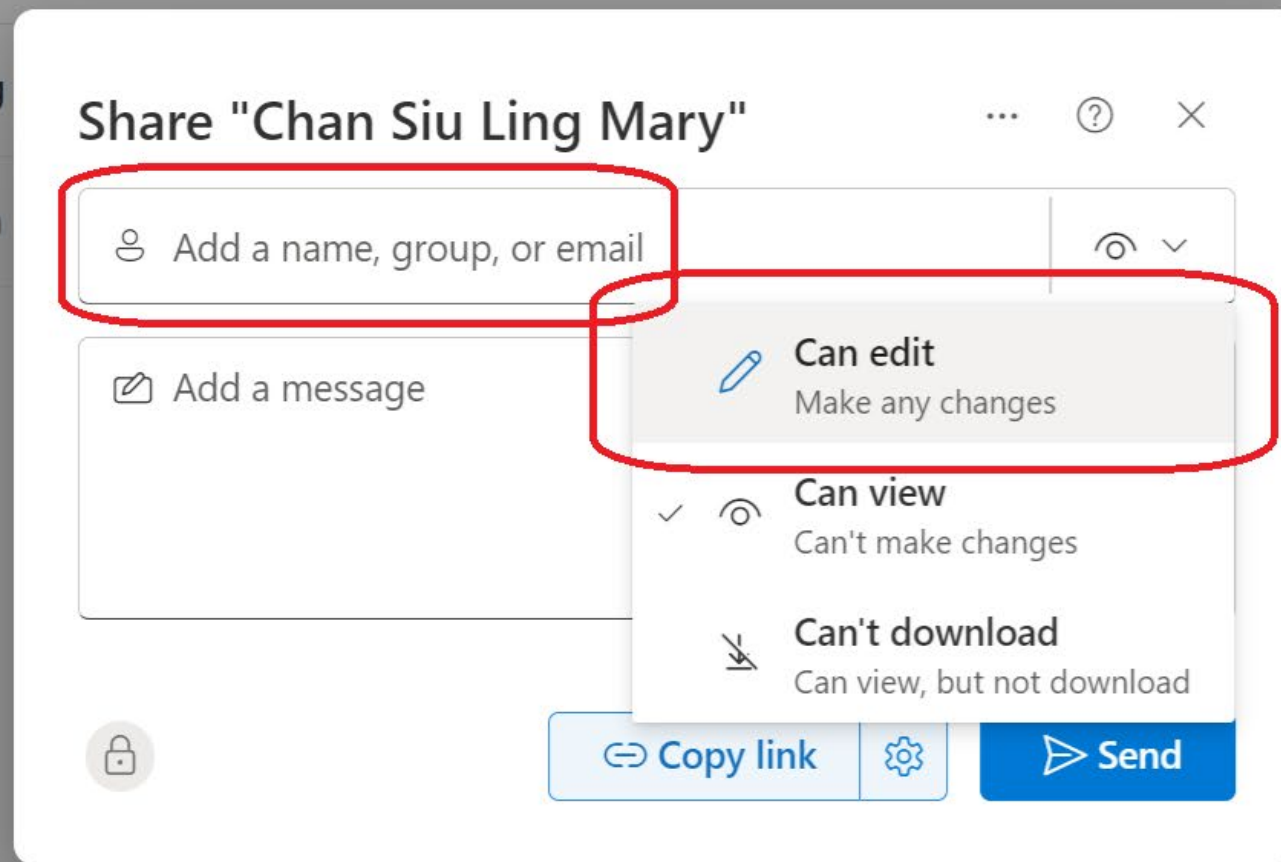 Share "Chan Siu Ling Mary"
Add a name, group, or email
Add a message
Can edit
Make any changes
Can view
Can't make changes
Can't download
Can view, but not download
Copy link
Send